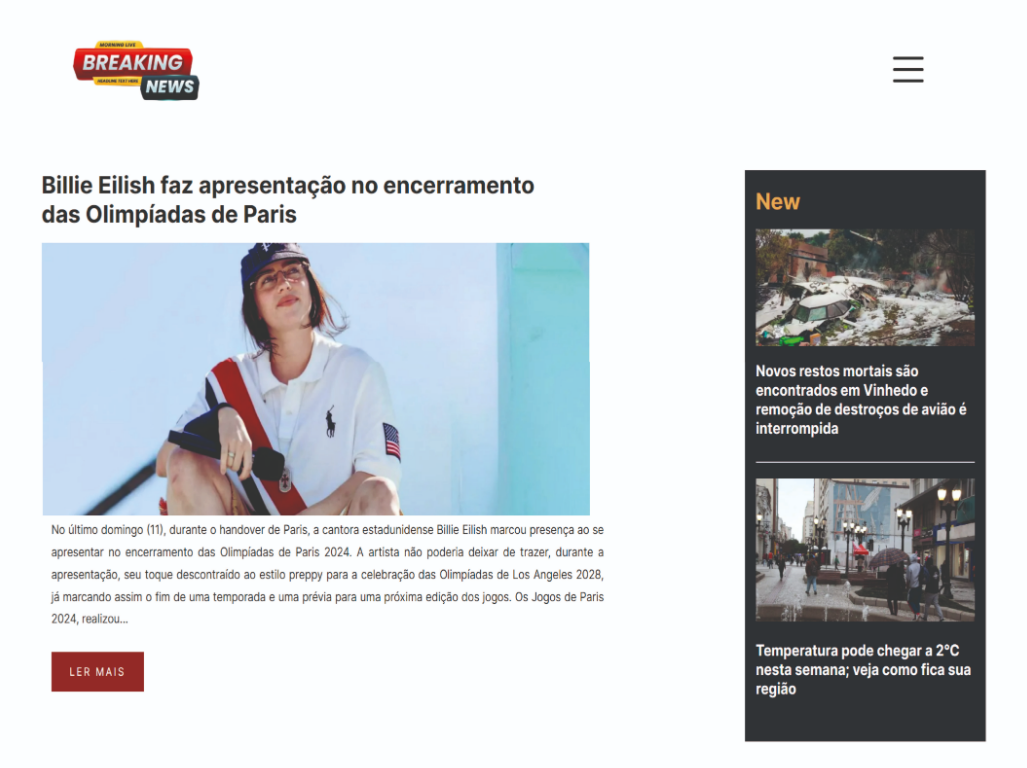 MORNING LIVE
BREAKING
HEADLINE TEXT HERE
NEWS
Billie Eilish faz apresentação no encerramento
das Olimpíadas de Paris
No último domingo (11), durante o handover de Paris, a cantora estadunidense Billie Eilish marcou presença ao se
apresentar no encerramento das Olimpíadas de Paris 2024. A artista não poderia deixar de trazer, durante a
apresentação, seu toque descontraído ao estilo preppy para a celebração das Olimpíadas de Los Angeles 2028,
já marcando assim o fim de uma temporada e uma prévia para uma próxima edição dos jogos. Os Jogos de Paris
2024, realizou...
LER MAIS
New
Novos restos mortais são
encontrados em Vinhedo e
remoção de destroços de avião é
interrompida
Temperatura pode chegar a 2°C
nesta semana; veja como fica sua
região